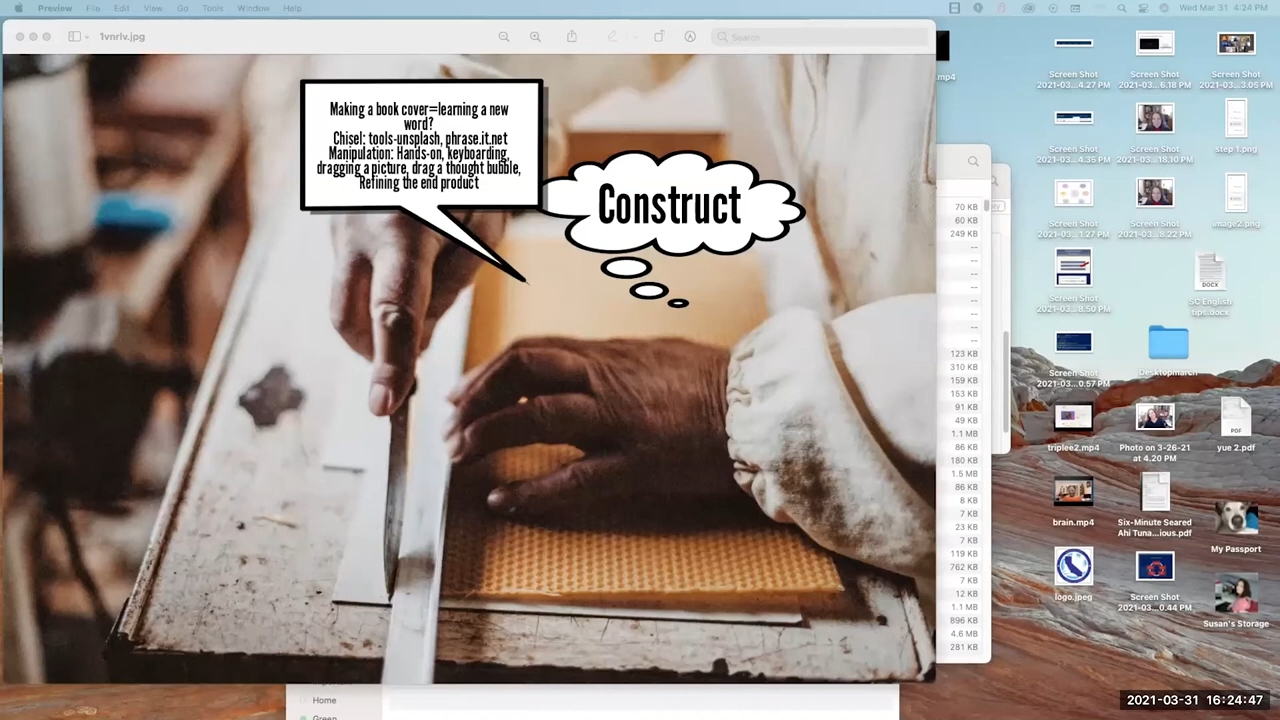 Preview File Edit View Go Tools Window Help
Wed Mar 31 4:24 PM
1vnrlv.jpg
Search
Making a book cover=learning a new
word?
Chisel: tools-unsplash, phrase.it.net
Manipulation: Hands-on, keyboarding,
dragging a picture, drag a thought bubble,
Refining the end product
Construct
.mp4
70 KB
60 KB
249 KB
--
--
--
--
--
--
--
--
123 KB
310 KB
159 KB
153 KB
91 KB
49 KB
1.1 MB
86 KB
180 KB
1.5 MB
86 KB
8 KB
7 KB
23 KB
7 KB
119 KB
762 KB
7 KB
12 KB
1.1 MB
896 KB
4.6 MB
281 KB
Screen Shot
2021-03...4.27 PM
Screen Shot
2021-03...6.18 PM
Screen Shot
2021-03...3.05 PM
Screen Shot
2021-03...4.35 PM
Screen Shot
2021-03...18.10 PM
step 1.png
Screen Shot
2021-03...1.27 PM
Screen Shot
2021-03...8.22 PM
image2.png
Screen Shot
2021-03...8.50 PM
DOCX
SC English
tips.docx
Screen Shot
2021-03...0.57 PM
Desktopmarch
triplee2.mp4
Photo on 3-26-21
at 4.20 PM
PDF
yue 2.pdf
brain.mp4
Six-Minute Seared
Ahi Tuna...ious.pdf
My Passport
logo.jpeg
Screen Shot
2021-03...0.44 PM
Susan's Storage
Home
Green
2021-03-31 16:24:47